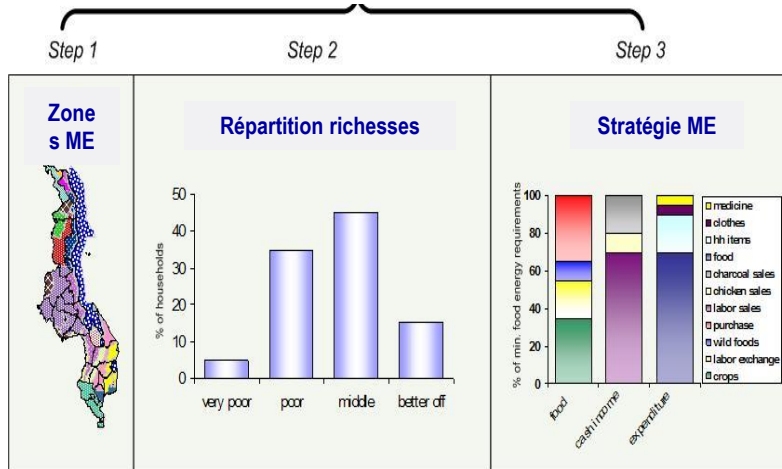 Step 1
Step 2
Step 3
Zone
s ME
Répartition richesses
Stratégie ME
% of households
50
40
30
20
10
0
very poor
poor
middle
better off
% of min. food energy requirements
100
80
60
40
20
0
food
cash income
expenditure
medicine
clothes
hh items
food
charcoal sales
chicken sales
labor sales
purchase
wild foods
labor exchange
crops